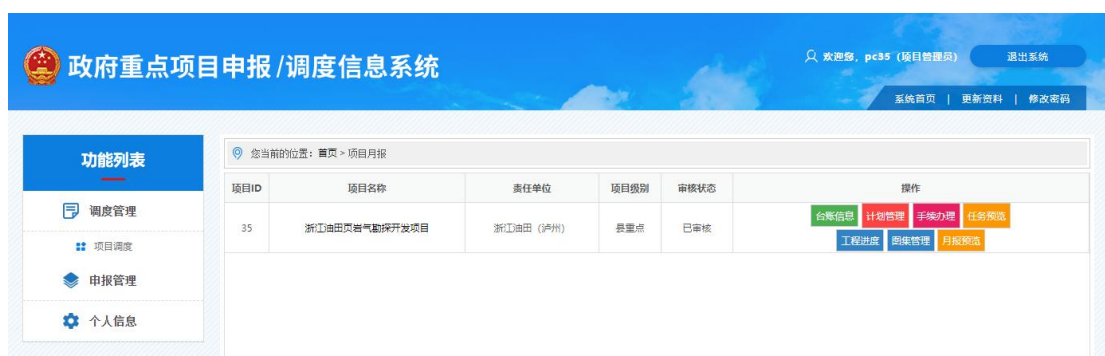 政府重点项目申报/调度信息系统
欢迎您，pc35（项目管理员）
退出系统
系统首页 | 更新资料 | 修改密码
功能列表
调度管理
项目调度
申报管理
个人信息
您当前的位置：首页 > 项目月报
项目ID 项目名称 责任单位 项目级别 审核状态 操作
35 浙江油田页岩气勘探开发项目 浙江油田（泸州） 县重点 已审核 台账信息 计划管理 手续办理 任务预览
工程进度 图集管理 月报预览